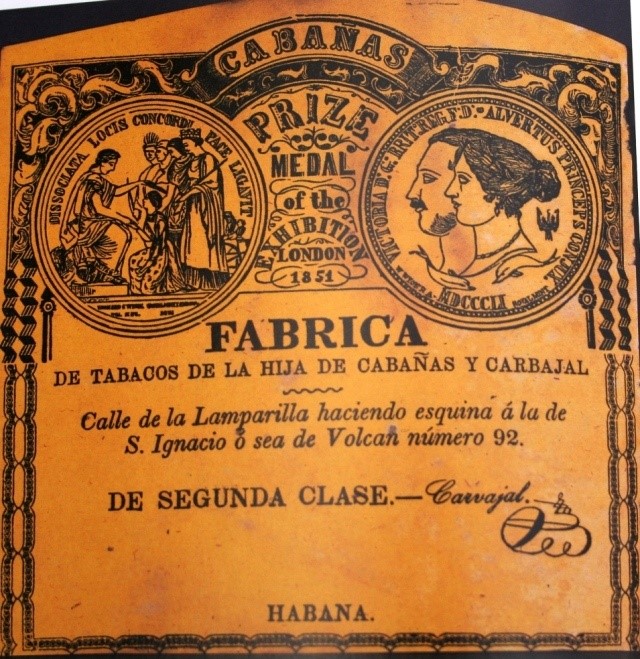 CABAÑAS
PRIZE
MEDAL
of the
EXHIBITION
LONDON
1851
DISSOCIATA LOCIS CONCORDI PACE LIGAVIT
VICTORIA D. G. BRIT. REG. F. D. ALVERTUS PRINCEPS CONJUX
MDCCCLI
FABRICA
DE TABACOS DE LA HIJA DE CABAÑAS Y CARBAJAL
Calle de la Lamparilla haciendo esquina á la de
S. Ignacio ó sea de Volcan número 92.
DE SEGUNDA CLASE.—Carvajal.
HABANA.